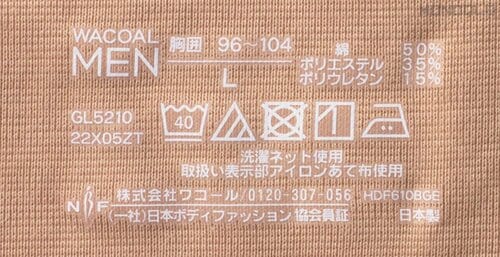 WACOAL
MEN
胸囲 96～104
L
綿 50%
ポリエステル 35%
ポリウレタン 15%
GL5210
22X05ZT
40
洗濯ネット使用
取扱い表示部アイロンあて布使用
株式会社ワコール/0120-307-056 HDF610BGE
NBF (一社)日本ボディファッション協会員証 日本製